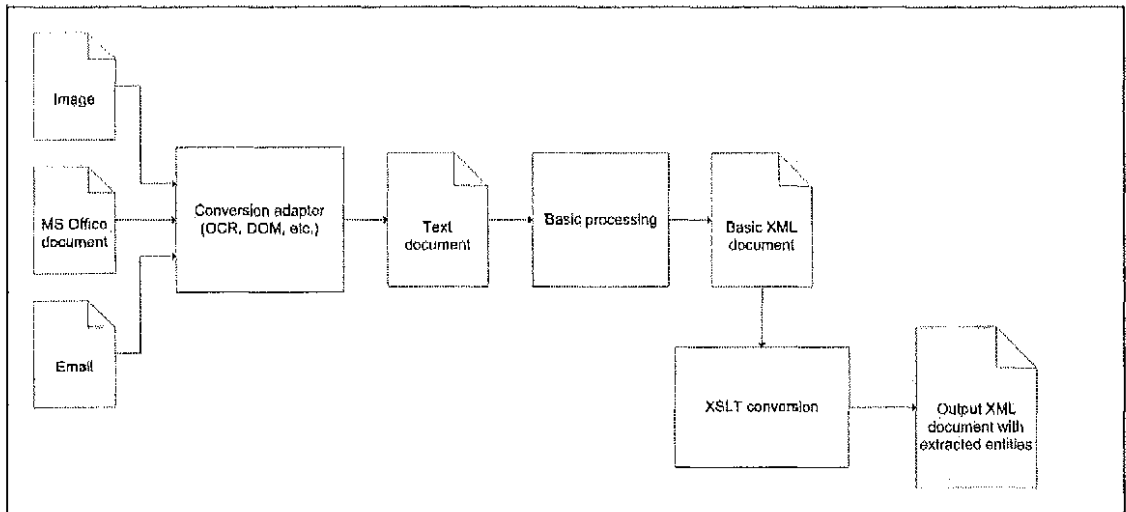 Image
MS Office
document
Email
Conversion adaptor
(OCR, DOM, etc.)
Text
document
Basic processing
Basic XML
document
XSLT conversion
Output XML
document with
extracted entities